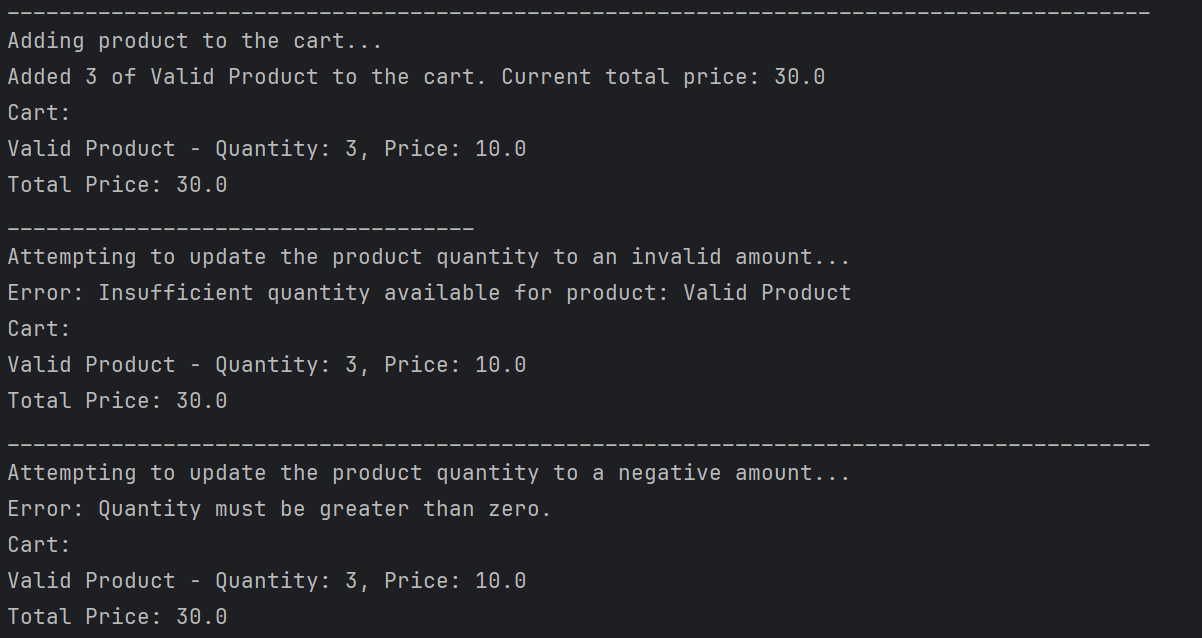 ----------------------------------------------------------------------------------------
Adding product to the cart...
Added 3 of Valid Product to the cart. Current total price: 30.0
Cart:
Valid Product - Quantity: 3, Price: 10.0
Total Price: 30.0
------------------------------------
Attempting to update the product quantity to an invalid amount...
Error: Insufficient quantity available for product: Valid Product
Cart:
Valid Product - Quantity: 3, Price: 10.0
Total Price: 30.0
----------------------------------------------------------------------------------------
Attempting to update the product quantity to a negative amount...
Error: Quantity must be greater than zero.
Cart:
Valid Product - Quantity: 3, Price: 10.0
Total Price: 30.0